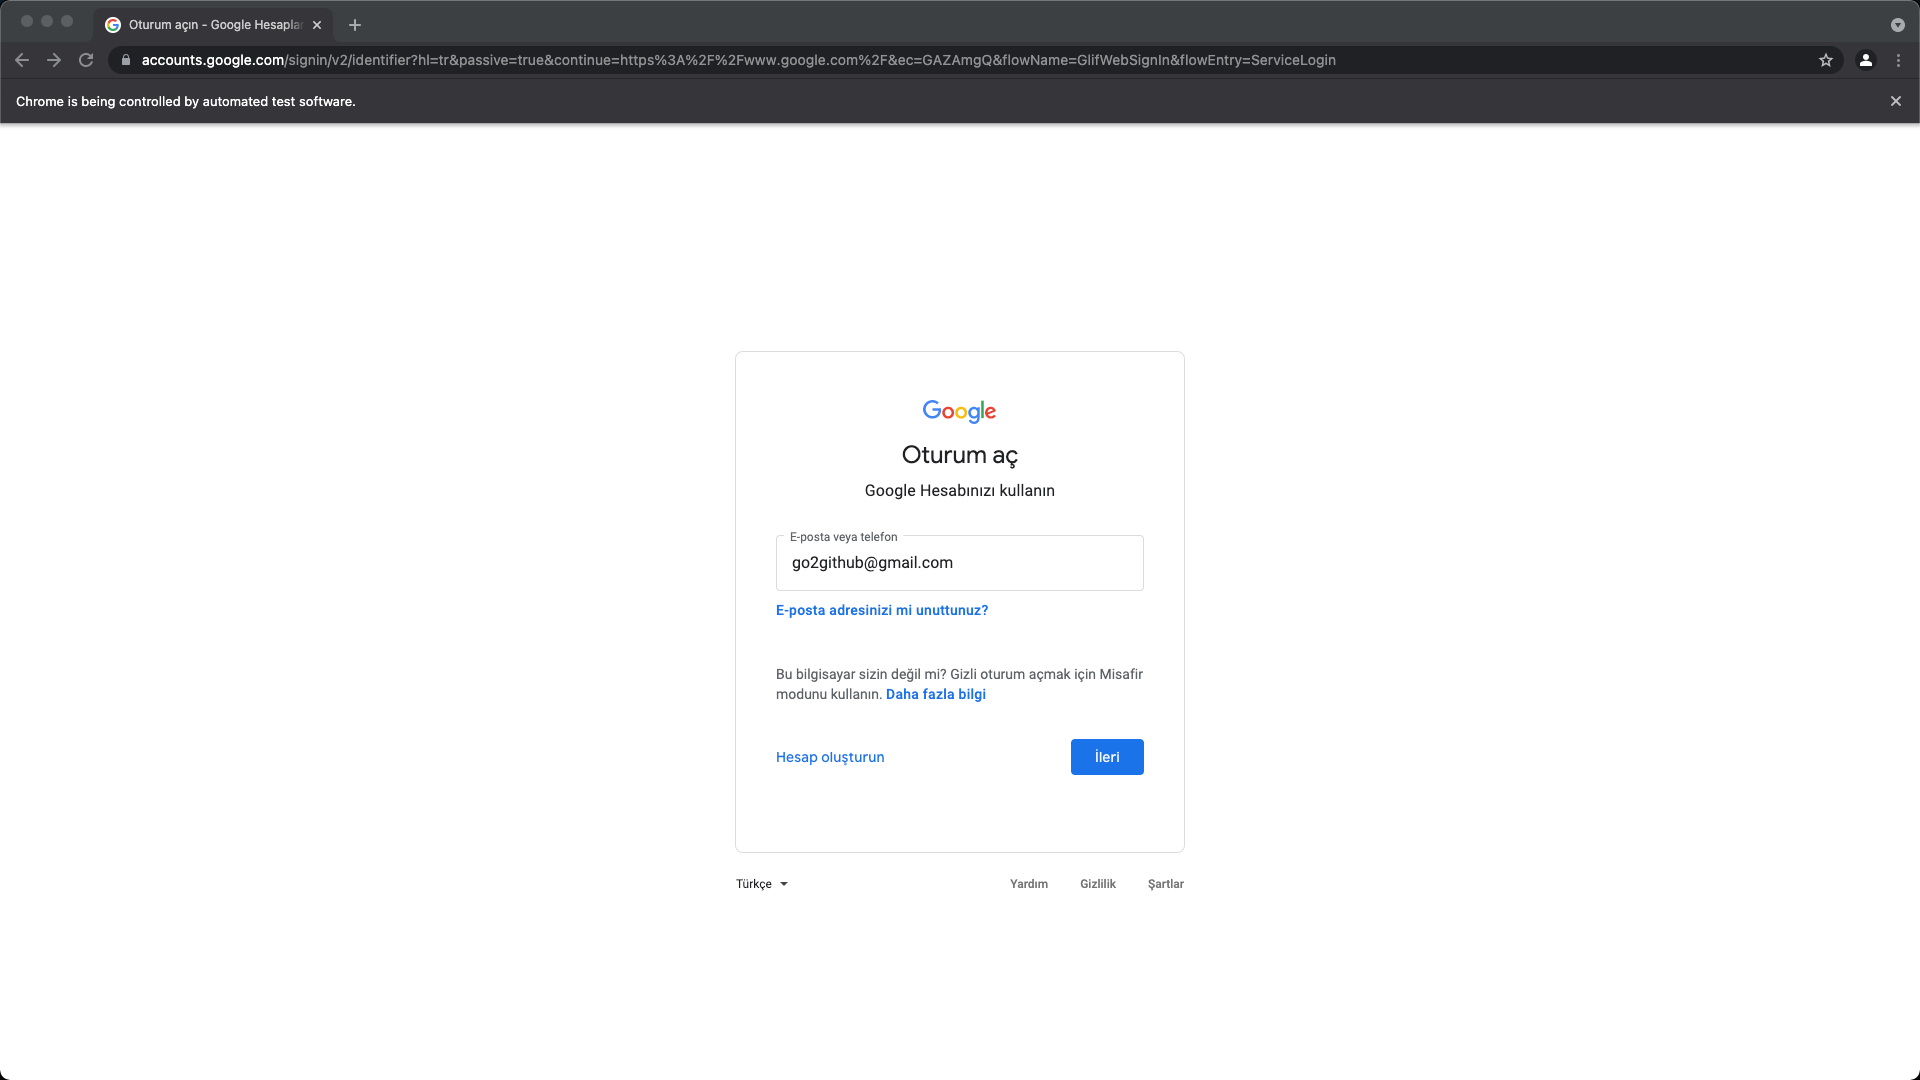 Oturum açın - Google Hesapla
accounts.google.com/signin/v2/identifier?hl=tr&passive=true&continue=https%3A%2F%2Fwww.google.com%2F&ec=GAZAmgQ&flowName=GlifWebSignIn&flowEntry=ServiceLogin
Chrome is being controlled by automated test software.
Google
Oturum aç
Google Hesabınızı kullanın
E-posta veya telefon
go2github@gmail.com
E-posta adresinizi mi unuttunuz?
Bu bilgisayar sizin değil mi? Gizli oturum açmak için Misafir
modunu kullanın. Daha fazla bilgi
Hesap oluşturun İleri
Türkçe Yardım Gizlilik Şartlar